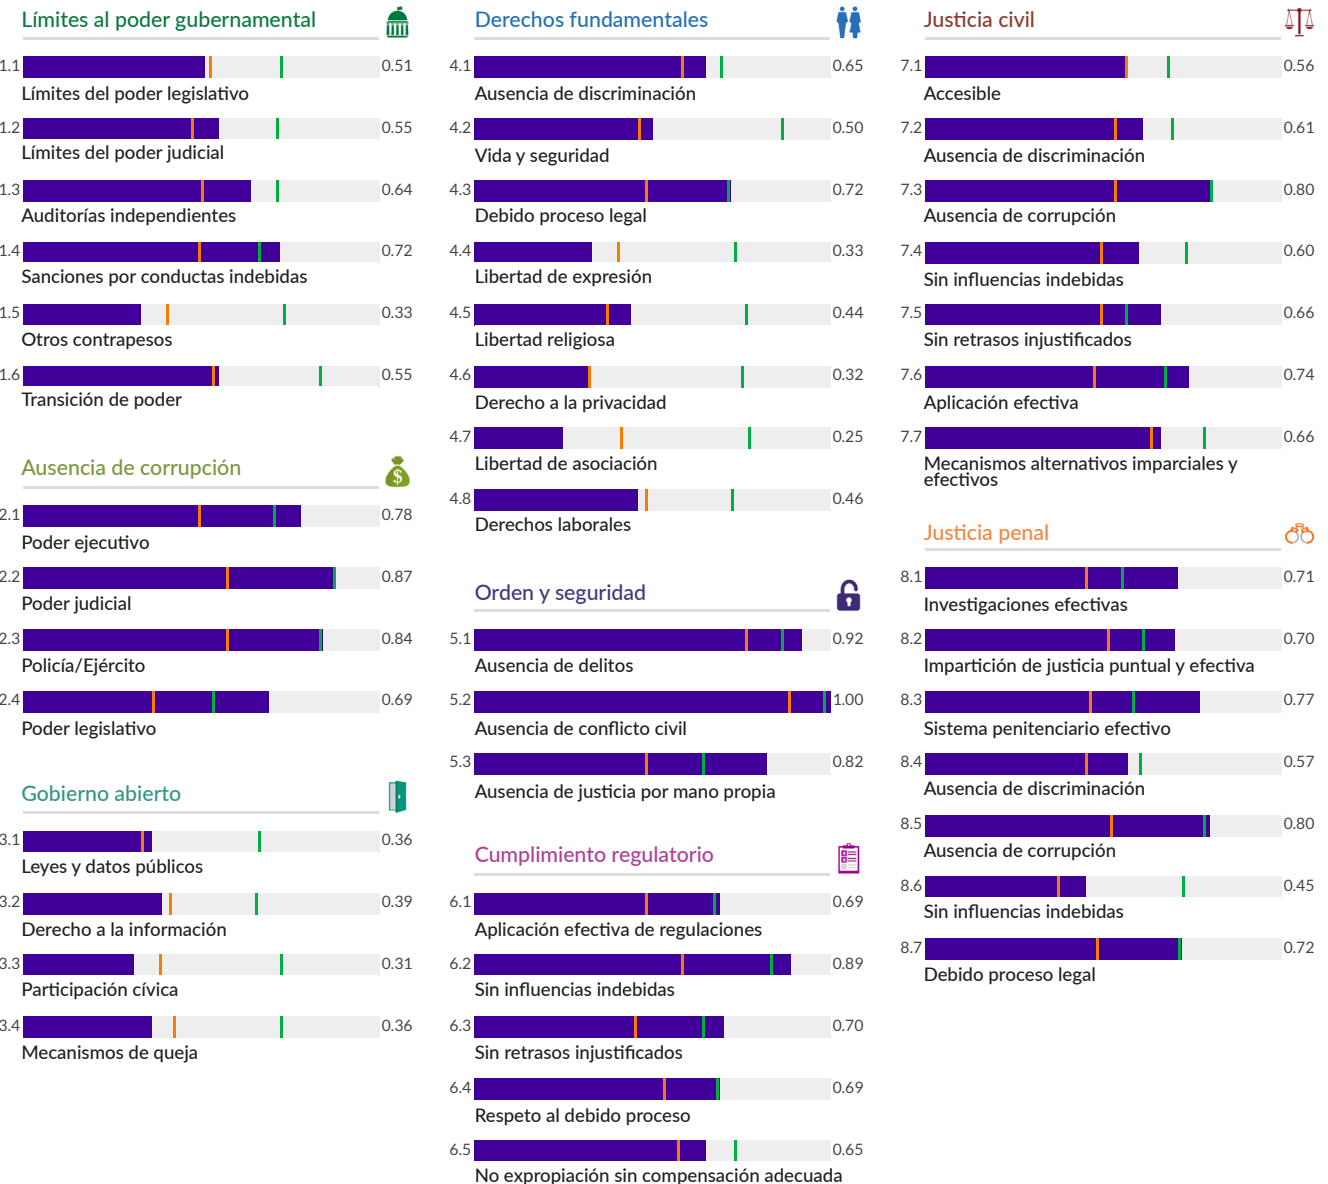 Límites al poder gubernamental
1.1 0.51
Límites del poder legislativo
1.2 0.55
Límites del poder judicial
1.3 0.64
Auditorías independientes
1.4 0.72
Sanciones por conductas indebidas
1.5 0.33
Otros contrapesos
1.6 0.55
Transición de poder
Ausencia de corrupción
$
2.1 0.78
Poder ejecutivo
2.2 0.87
Poder judicial
2.3 0.84
Policía/Ejército
2.4 0.69
Poder legislativo
Gobierno abierto
3.1 0.36
Leyes y datos públicos
3.2 0.39
Derecho a la información
3.3 0.31
Participación cívica
3.4 0.36
Mecanismos de queja
Derechos fundamentales
4.1 0.65
Ausencia de discriminación
4.2 0.50
Vida y seguridad
4.3 0.72
Debido proceso legal
4.4 0.33
Libertad de expresión
4.5 0.44
Libertad religiosa
4.6 0.32
Derecho a la privacidad
4.7 0.25
Libertad de asociación
4.8 0.46
Derechos laborales
Orden y seguridad
5.1 0.92
Ausencia de delitos
5.2 1.00
Ausencia de conflicto civil
5.3 0.82
Ausencia de justicia por mano propia
Cumplimiento regulatorio
6.1 0.69
Aplicación efectiva de regulaciones
6.2 0.89
Sin influencias indebidas
6.3 0.70
Sin retrasos injustificados
6.4 0.69
Respeto al debido proceso
6.5 0.65
No expropiación sin compensación adecuada
Justicia civil
7.1 0.56
Accesible
7.2 0.61
Ausencia de discriminación
7.3 0.80
Ausencia de corrupción
7.4 0.60
Sin influencias indebidas
7.5 0.66
Sin retrasos injustificados
7.6 0.74
Aplicación efectiva
7.7 0.66
Mecanismos alternativos imparciales y
efectivos
Justicia penal
8.1 0.71
Investigaciones efectivas
8.2 0.70
Impartición de justicia puntual y efectiva
8.3 0.77
Sistema penitenciario efectivo
8.4 0.57
Ausencia de discriminación
8.5 0.80
Ausencia de corrupción
8.6 0.45
Sin influencias indebidas
8.7 0.72
Debido proceso legal